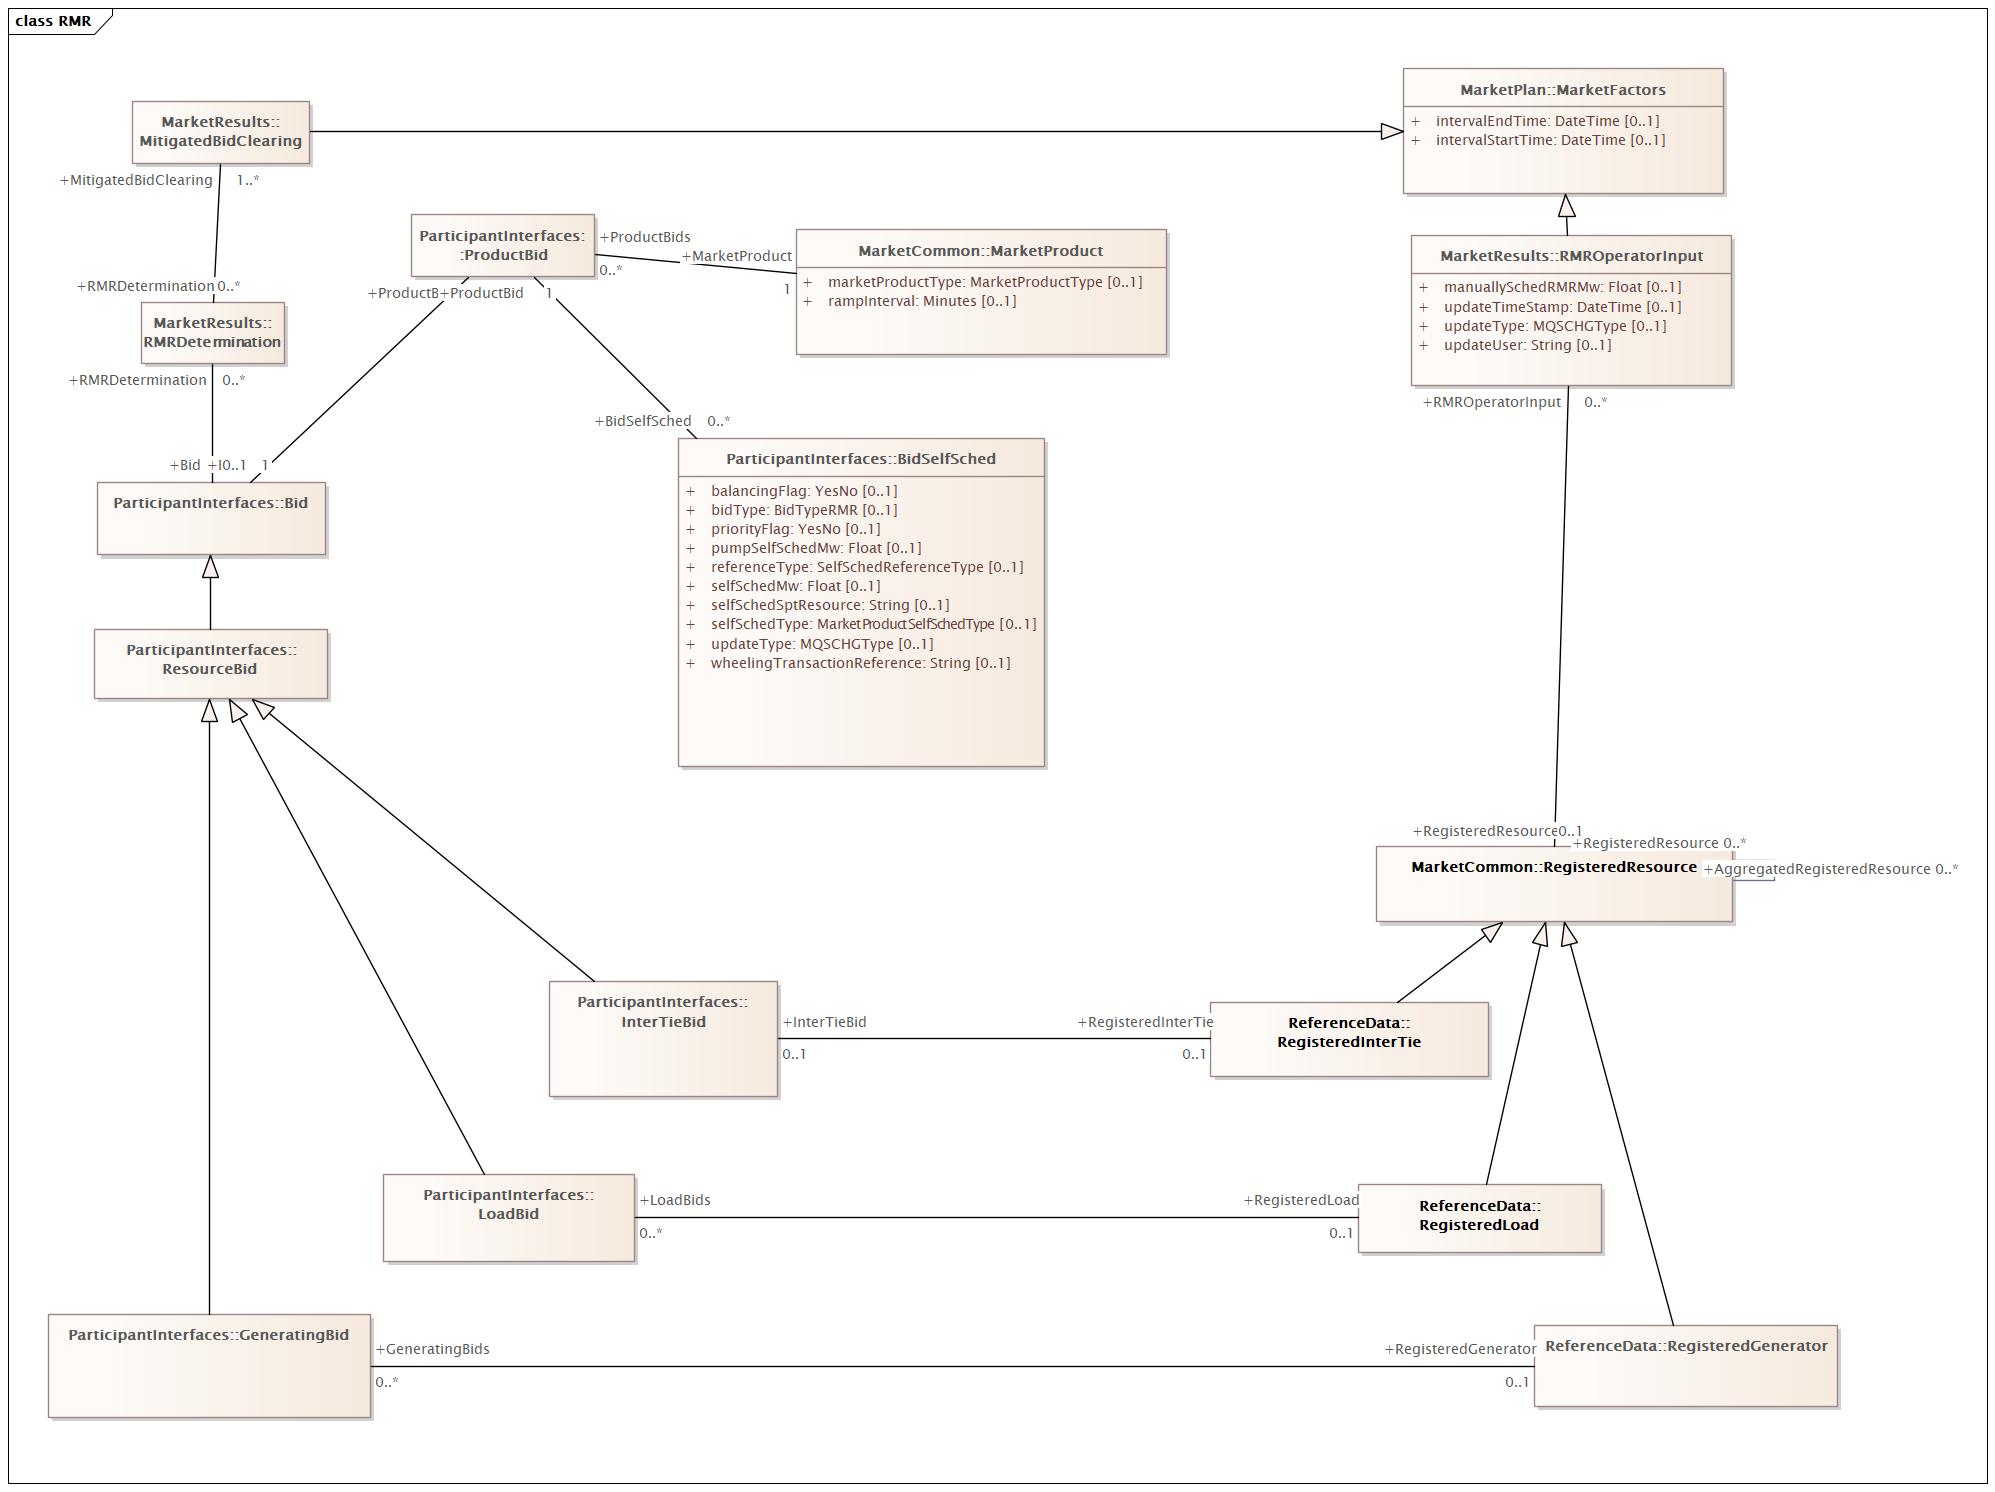 class RMR
MarketResults::
MitigatedBidClearing
+MitigatedBidClearing 1..*
MarketPlan::MarketFactors
+ intervalEndTime: DateTime [0..1]
+ intervalStartTime: DateTime [0..1]
ParticipantInterfaces:
:ProductBid
+ProductBids
0..*
+MarketProduct
1
MarketCommon::MarketProduct
+ marketProductType: MarketProductType [0..1]
+ rampInterval: Minutes [0..1]
MarketResults::RMROperatorInput
+ manuallySchedRMRMw: Float [0..1]
+ updateTimeStamp: DateTime [0..1]
+ updateType: MQSCHGType [0..1]
+ updateUser: String [0..1]
+RMROperatorInput 0..*
+RMRDetermination 0..*
MarketResults::
RMRDetermination
+RMRDetermination 0..*
+ProductB+ProductBid 1
+BidSelfSched 0..*
ParticipantInterfaces::BidSelfSched
+ balancingFlag: YesNo [0..1]
+ bidType: BidTypeRMR [0..1]
+ priorityFlag: YesNo [0..1]
+ pumpSelfSchedMw: Float [0..1]
+ referenceType: SelfSchedReferenceType [0..1]
+ selfSchedMw: Float [0..1]
+ selfSchedSptResource: String [0..1]
+ selfSchedType: MarketProductSelfSchedType [0..1]
+ updateType: MQSCHGType [0..1]
+ wheelingTransactionReference: String [0..1]
+Bid 0..1 1
ParticipantInterfaces::Bid
ParticipantInterfaces::
ResourceBid
+RegisteredResource 0..1
+RegisteredResource 0..*
MarketCommon::RegisteredResource
+AggregatedRegisteredResource 0..*
ParticipantInterfaces::
InterTieBid
+InterTieBid
0..1
+RegisteredInterTie
0..1
ReferenceData::
RegisteredInterTie
ParticipantInterfaces::
LoadBid
+LoadBids
0..*
+RegisteredLoad
0..1
ReferenceData::
RegisteredLoad
ParticipantInterfaces::GeneratingBid
+GeneratingBids
0..*
+RegisteredGenerator
0..1
ReferenceData::RegisteredGenerator